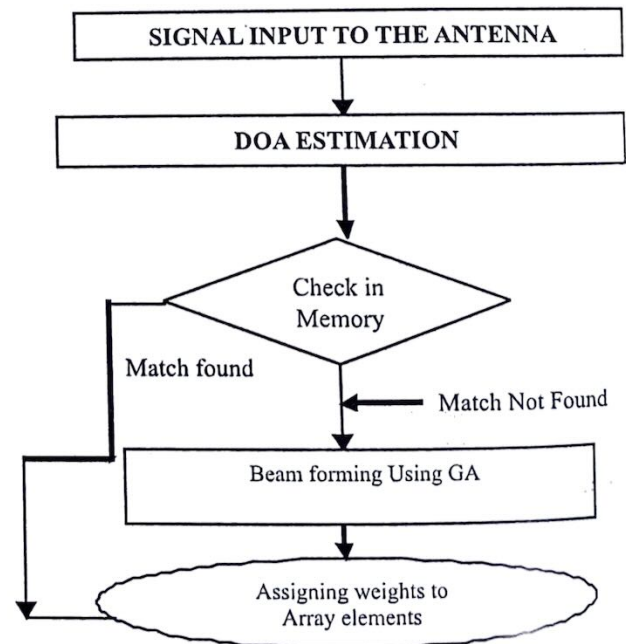 SIGNAL INPUT TO THE ANTENNA
DOA ESTIMATION
Check in
Memory
Match found
Match Not Found
Beam forming Using GA
Assigning weights to
Array elements